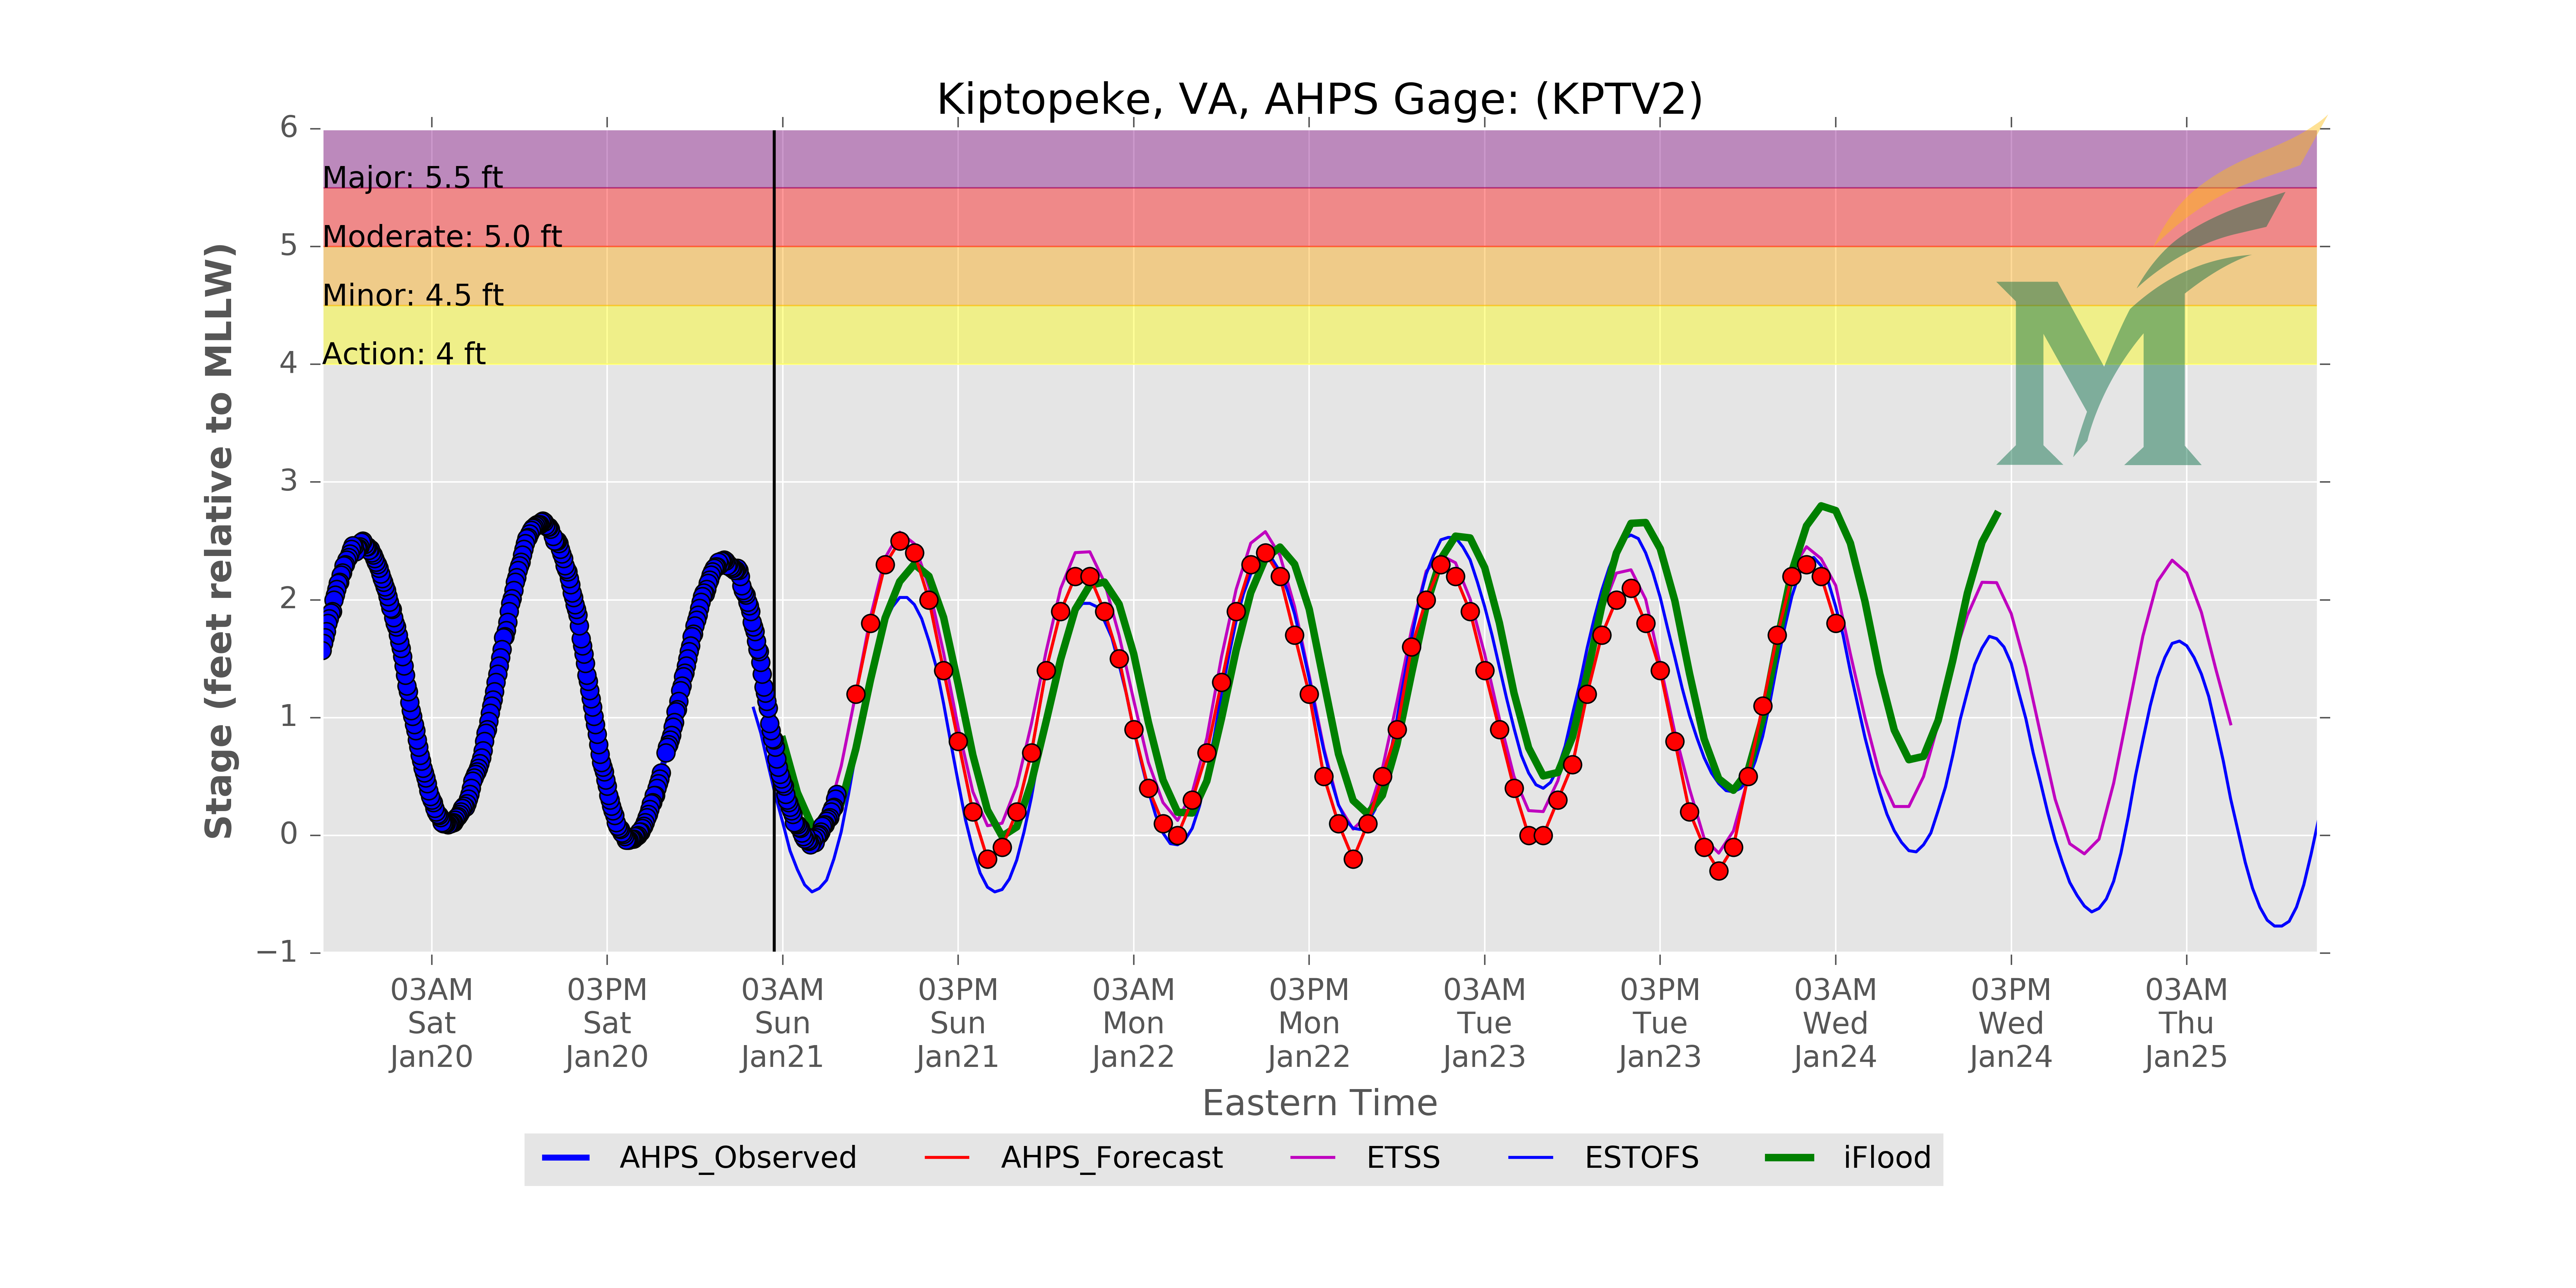 Kiptopeke, VA, AHPS Gage: (KPTV2)
6
5
4
3
2
1
0
−1
Stage (feet relative to MLLW)
Major: 5.5 ft
Moderate: 5.0 ft
Minor: 4.5 ft
Action: 4 ft
M
03AM
Sat
Jan20
03PM
Sat
Jan20
03AM
Sun
Jan21
03PM
Sun
Jan21
03AM
Mon
Jan22
03PM
Mon
Jan22
03AM
Tue
Jan23
03PM
Tue
Jan23
03AM
Wed
Jan24
03PM
Wed
Jan24
03AM
Thu
Jan25
Eastern Time
AHPS_Observed
AHPS_Forecast
ETSS
ESTOFS
iFlood